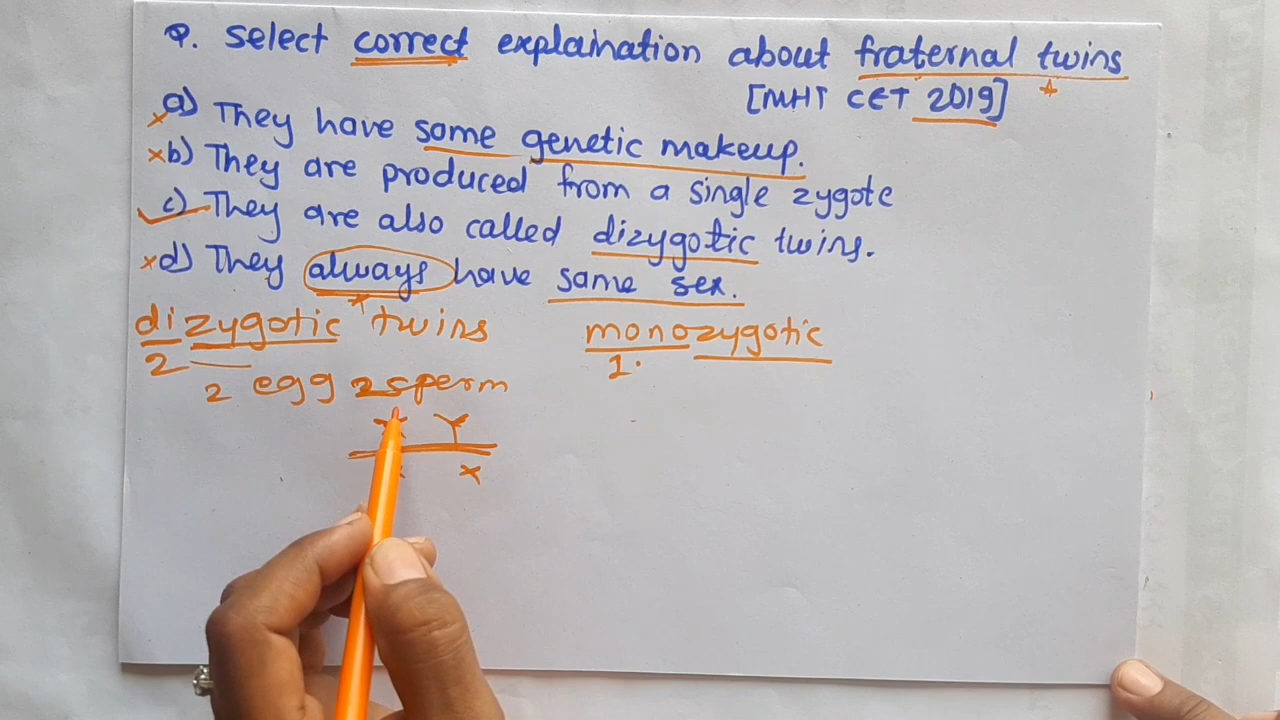 Q. select correct explaination about fraternal twins
[MHT CET 2019]
a) They have same genetic makeup.
b) They are produced from a single zygote
c) They are also called dizygotic twins.
d) They always have same sex.
dizygotic twins monozygotic
2 1.
2 egg 2 sperm
Y
x